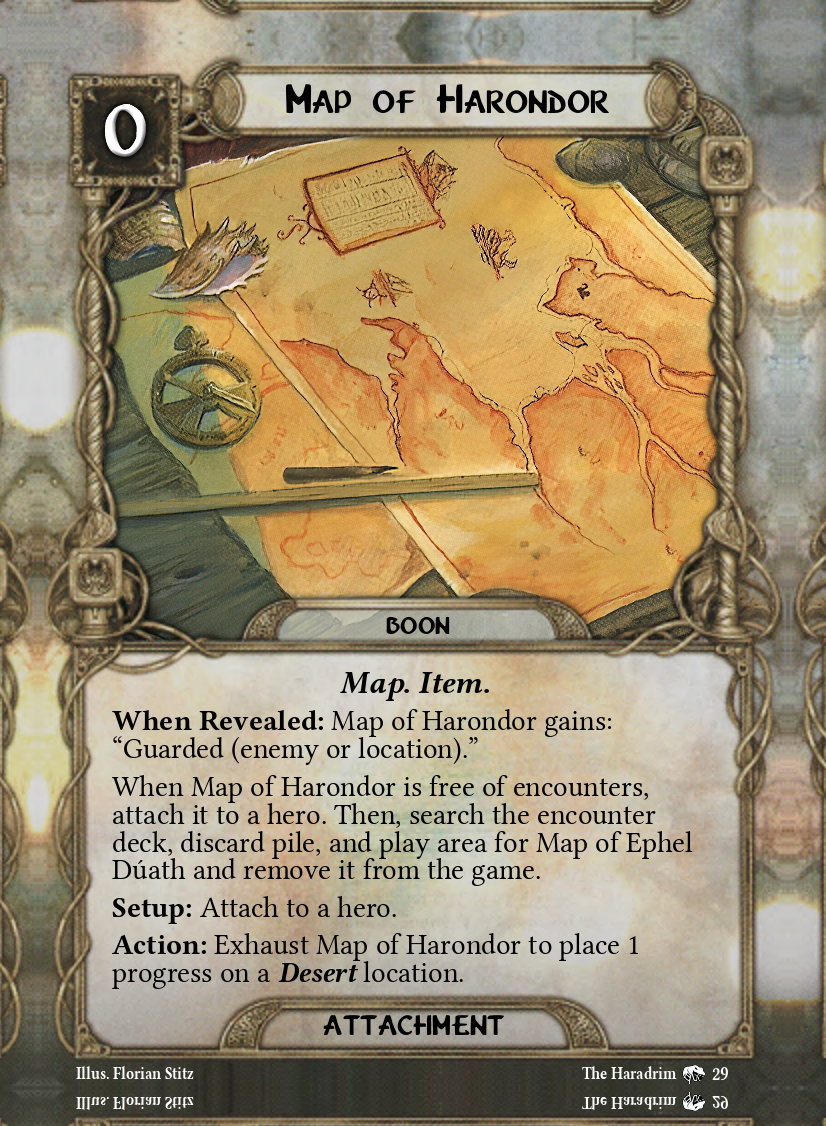 0
MAP OF HARONDOR
BOON
Map. Item.
When Revealed: Map of Harondor gains:
“Guarded (enemy or location).”
When Map of Harondor is free of encounters,
attach it to a hero. Then, search the encounter
deck, discard pile, and play area for Map of Ephel
Dúath and remove it from the game.
Setup: Attach to a hero.
Action: Exhaust Map of Harondor to place 1
progress on a Desert location.
ATTACHMENT
Illus. Florian Stitz
The Haradrim 29